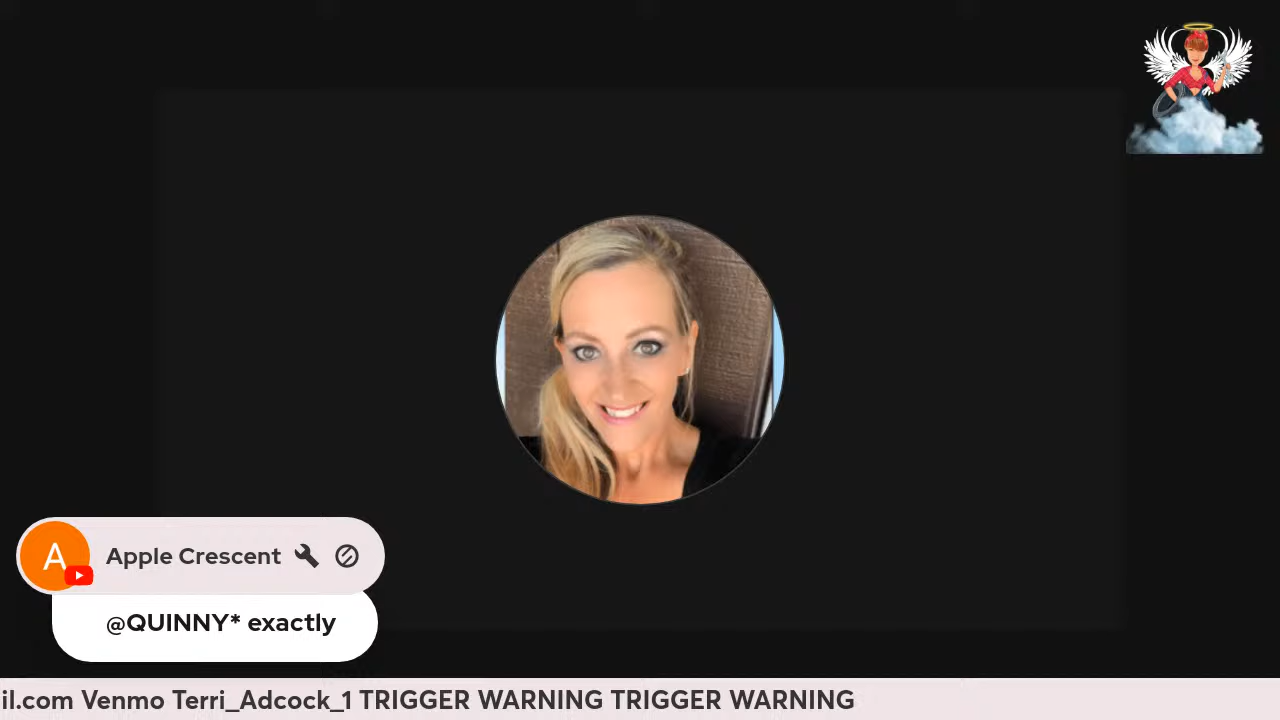 A
Apple Crescent
@QUINNY* exactly
il.com Venmo Terri_Adcock_1 TRIGGER WARNING TRIGGER WARNING